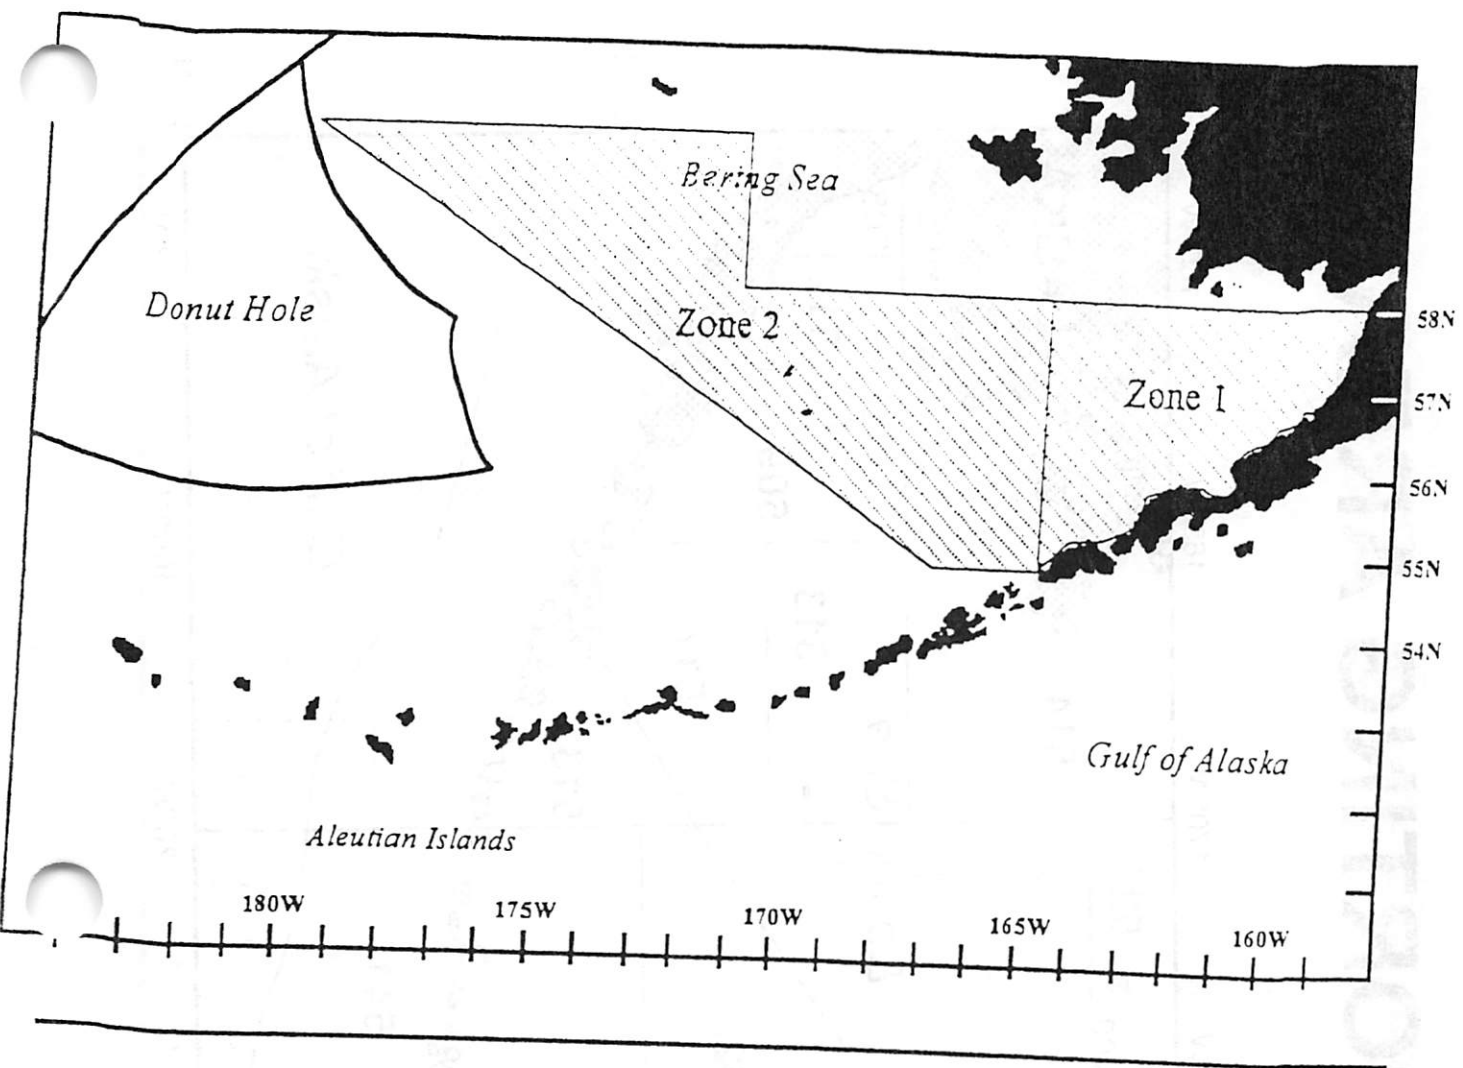 Bering Sea
Donut Hole
Zone 2
58N
Zone 1
57N
56N
55N
54N
Gulf of Alaska
Aleutian Islands
180W 175W 170W 165W 160W